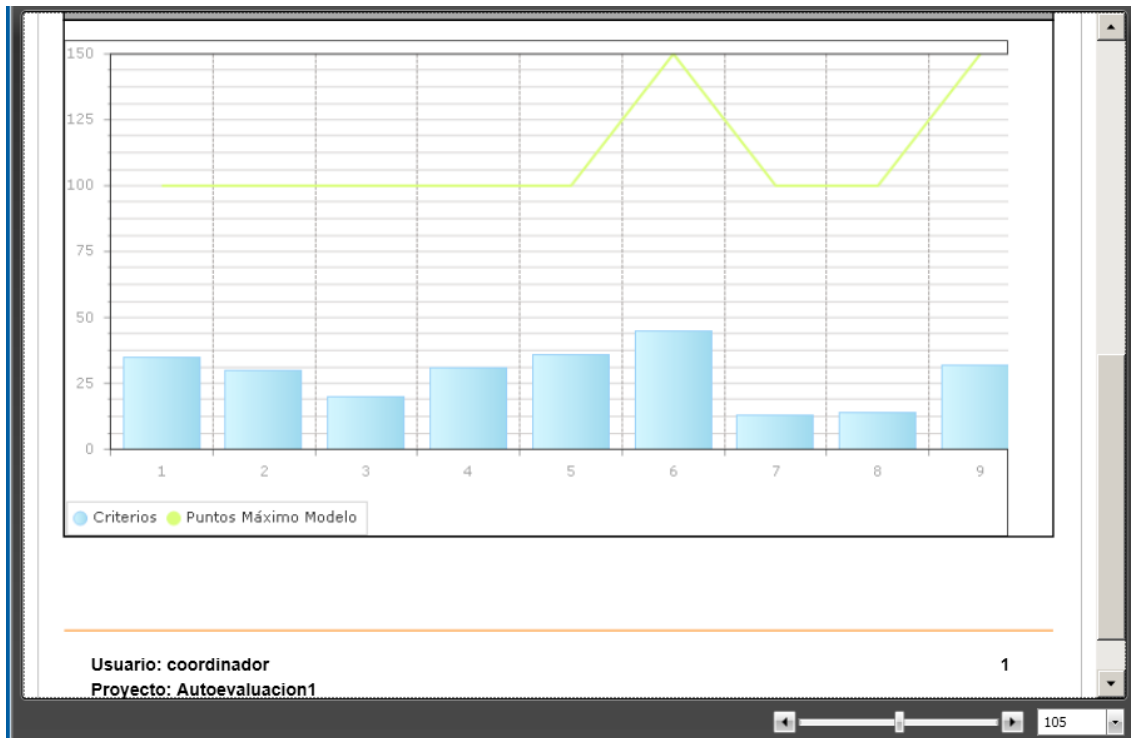 150
125
100
75
50
25
0
1 2 3 4 5 6 7 8 9
Criterios Puntos Máximo Modelo
Usuario: coordinador 1
Proyecto: Autoevaluacion1
105